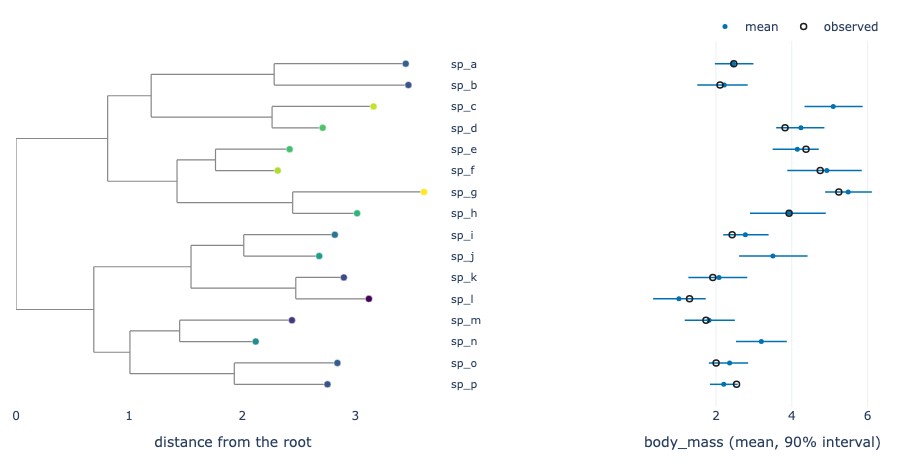 mean observed
sp_a
sp_b
sp_c
sp_d
sp_e
sp_f
sp_g
sp_h
sp_i
sp_j
sp_k
sp_l
sp_m
sp_n
sp_o
sp_p
0 1 2 3 2 4 6
distance from the root body_mass (mean, 90% interval)